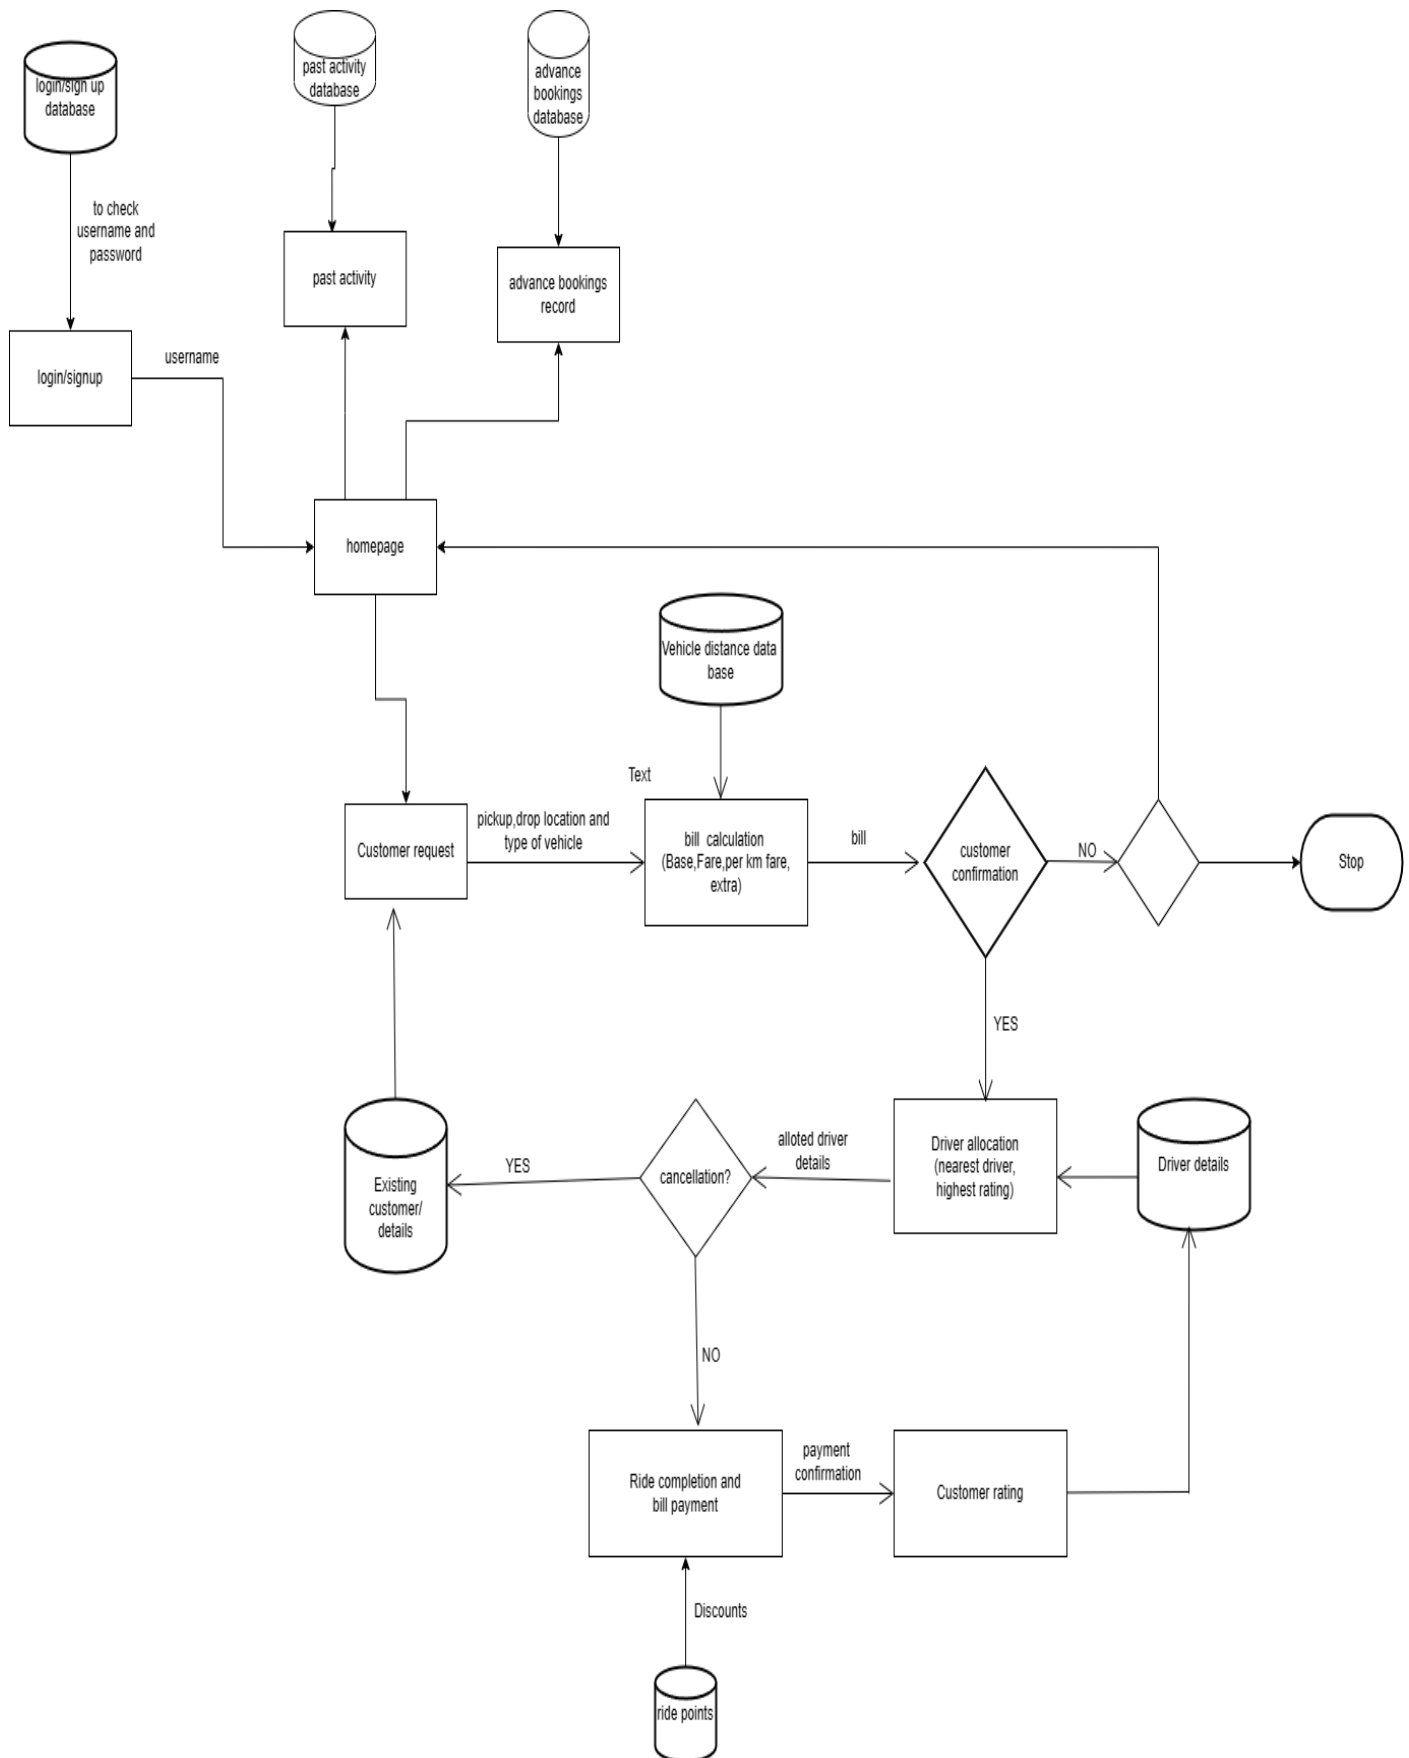 login/sign up
database
past activity
database
advance
bookings
database
to check
username and
password
past activity
advance bookings
record
username
login/signup
homepage
Vehicle distance data
base
Text
Customer request
pickup,drop location and
type of vehicle
bill calculation
(Base,Fare,per km fare,
extra)
bill
customer
confirmation
NO
Stop
YES
Existing
customer/
details
YES
cancellation?
alloted driver
details
Driver allocation
(nearest driver,
highest rating)
Driver details
NO
Ride completion and
bill payment
payment
confirmation
Customer rating
Discounts
ride points